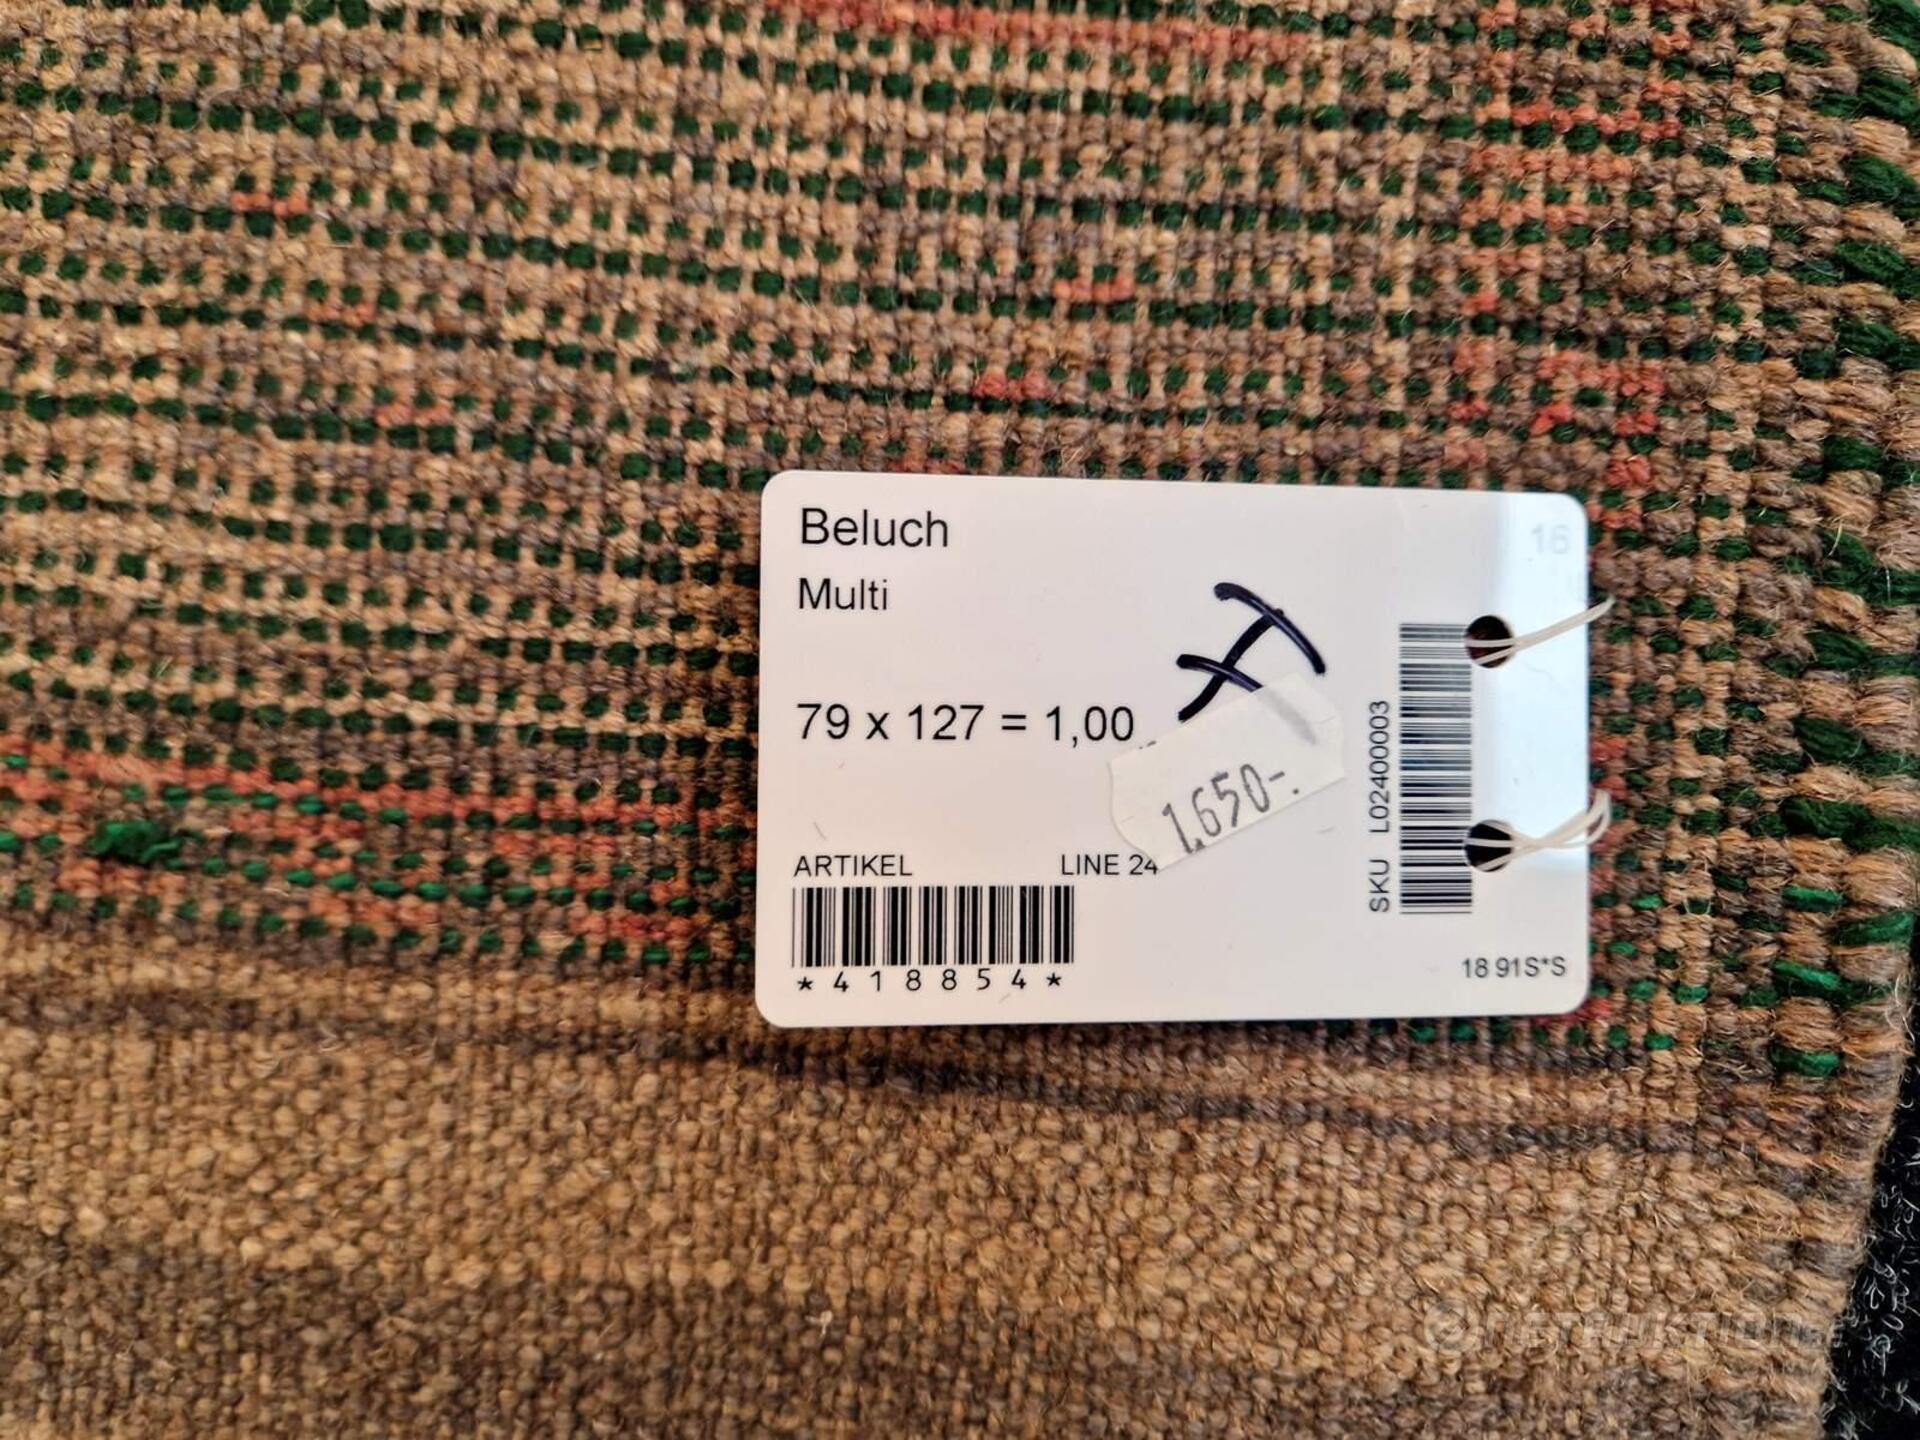 Beluch
Multi
79 x 127 = 1,00
1.650-.
ARTIKEL LINE 24
*418854*
SKU L02400003
16
18 91S*S